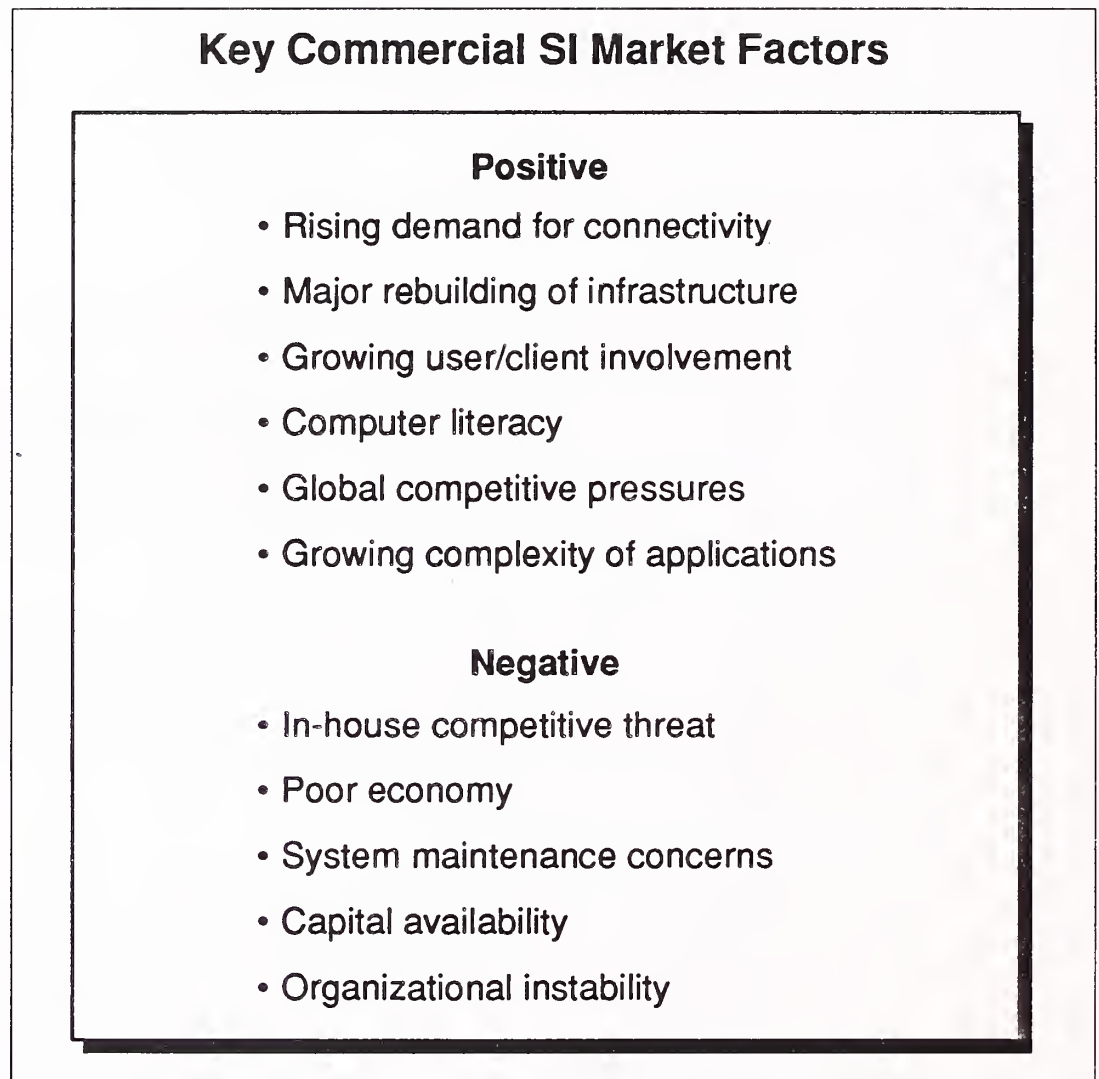 Key Commercial SI Market Factors
Positive
• Rising demand for connectivity
• Major rebuilding of infrastructure
• Growing user/client involvement
• Computer literacy
• Global competitive pressures
• Growing complexity of applications
Negative
• In-house competitive threat
• Poor economy
• System maintenance concerns
• Capital availability
• Organizational instability